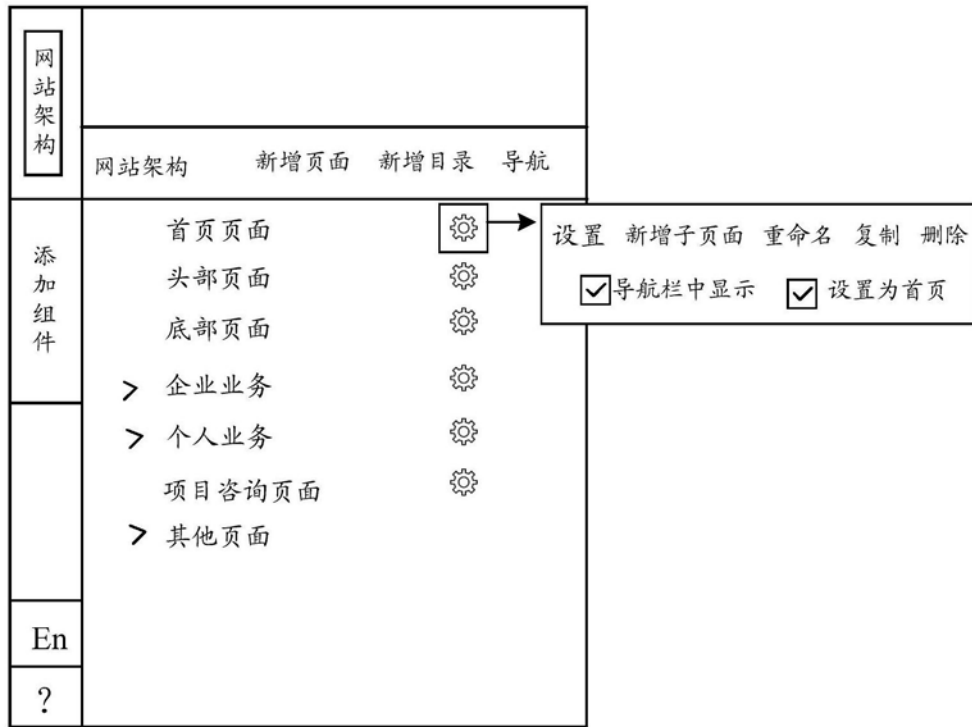 网站架构
网站架构 新增页面 新增目录 导航
添加组件
首页页面
设置 新增子页面 重命名 复制 删除
导航栏中显示 设置为首页
头部页面
底部页面
> 企业业务
> 个人业务
项目咨询页面
> 其他页面
En
?